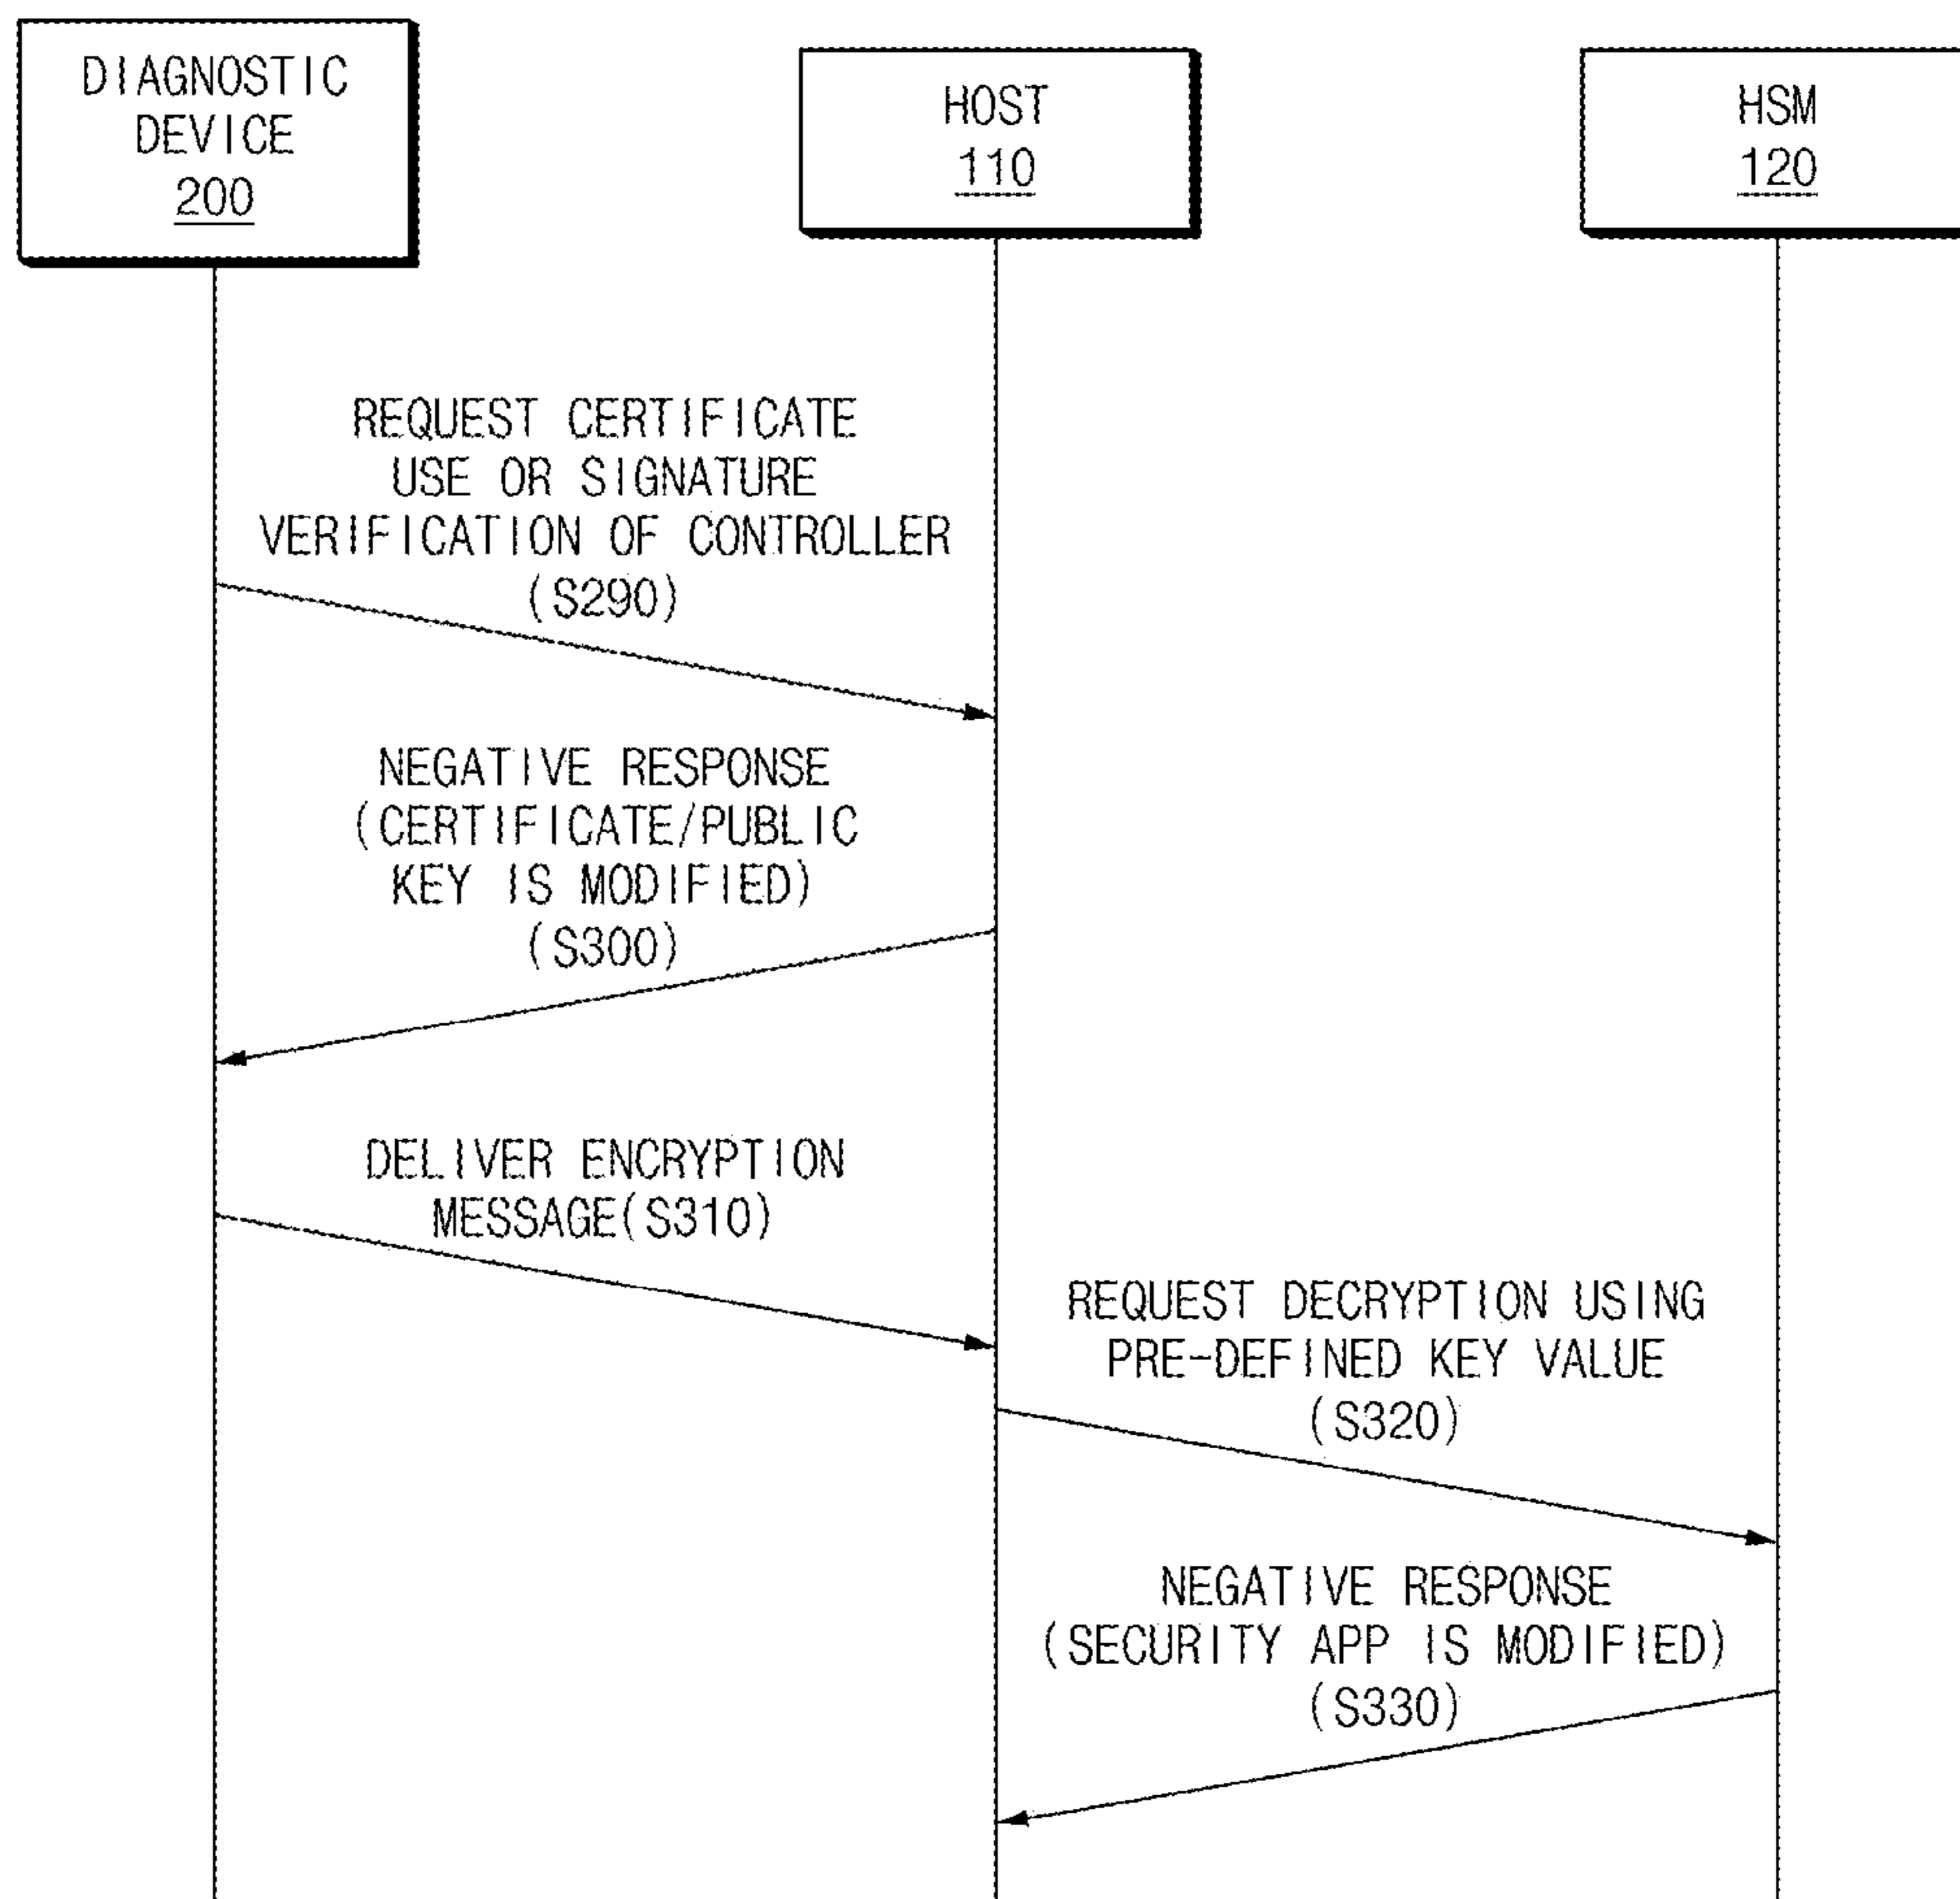 DIAGNOSTIC
DEVICE
200
HOST
110
HSM
120
REQUEST CERTIFICATE
USE OR SIGNATURE
VERIFICATION OF CONTROLLER
(S290)
NEGATIVE RESPONSE
(CERTIFICATE/PUBLIC
KEY IS MODIFIED)
(S300)
DELIVER ENCRYPTION
MESSAGE(S310)
REQUEST DECRYPTION USING
PRE-DEFINED KEY VALUE
(S320)
NEGATIVE RESPONSE
(SECURITY APP IS MODIFIED)
(S330)